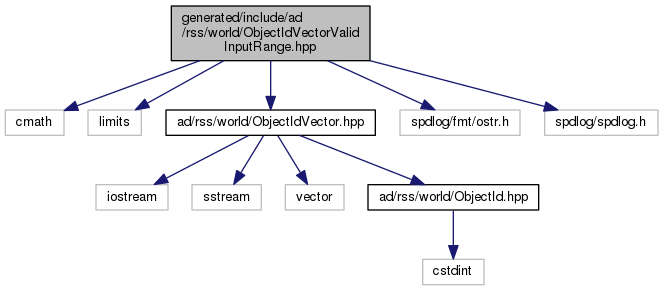 generated/include/ad
/rss/world/ObjectIdVectorValid
InputRange.hpp
cmath
limits
ad/rss/world/ObjectIdVector.hpp
spdlog/fmt/ostr.h
spdlog/spdlog.h
iostream
sstream
vector
ad/rss/world/ObjectId.hpp
cstdint